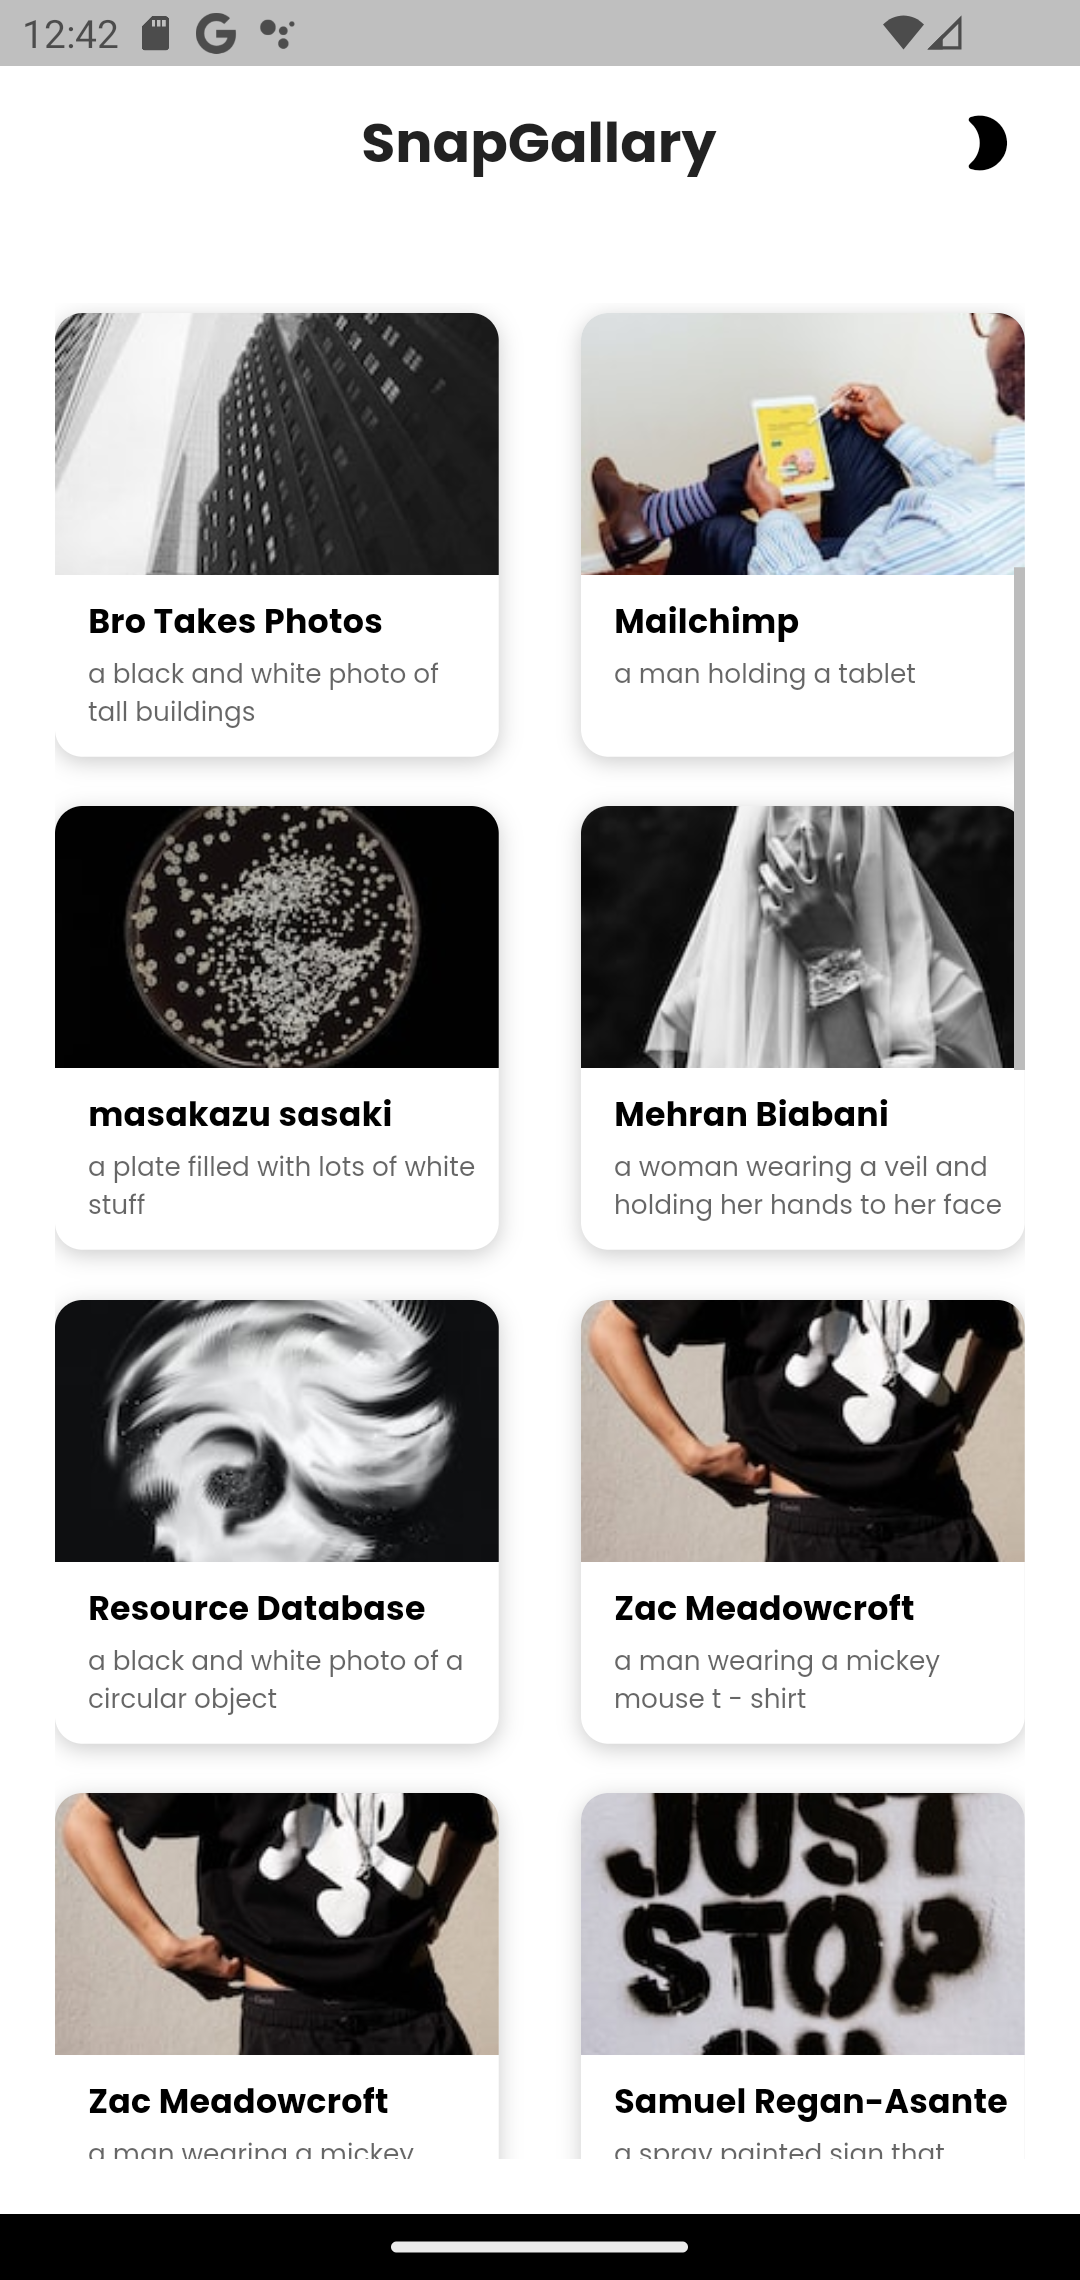 12:42
SnapGallary
Bro Takes Photos
a black and white photo of
tall buildings
Mailchimp
a man holding a tablet
masakazu sasaki
a plate filled with lots of white
stuff
Mehran Biabani
a woman wearing a veil and
holding her hands to her face
Resource Database
a black and white photo of a
circular object
Zac Meadowcroft
a man wearing a mickey
mouse t - shirt
JUST
STOP
Zac Meadowcroft
a man wearing a mickey
Samuel Regan-Asante
a spray painted sign that